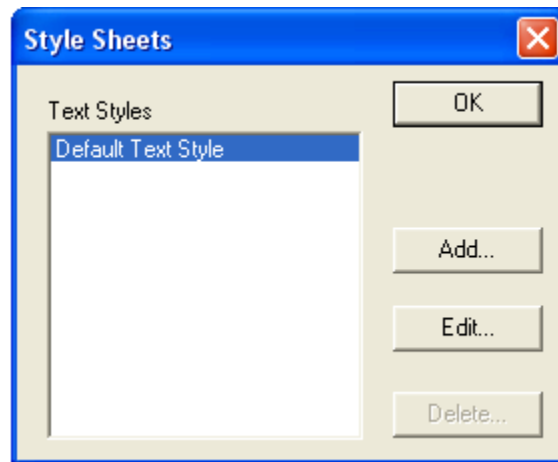 Style Sheets
Text Styles
OK
Default Text Style
Add...
Edit...
Delete...